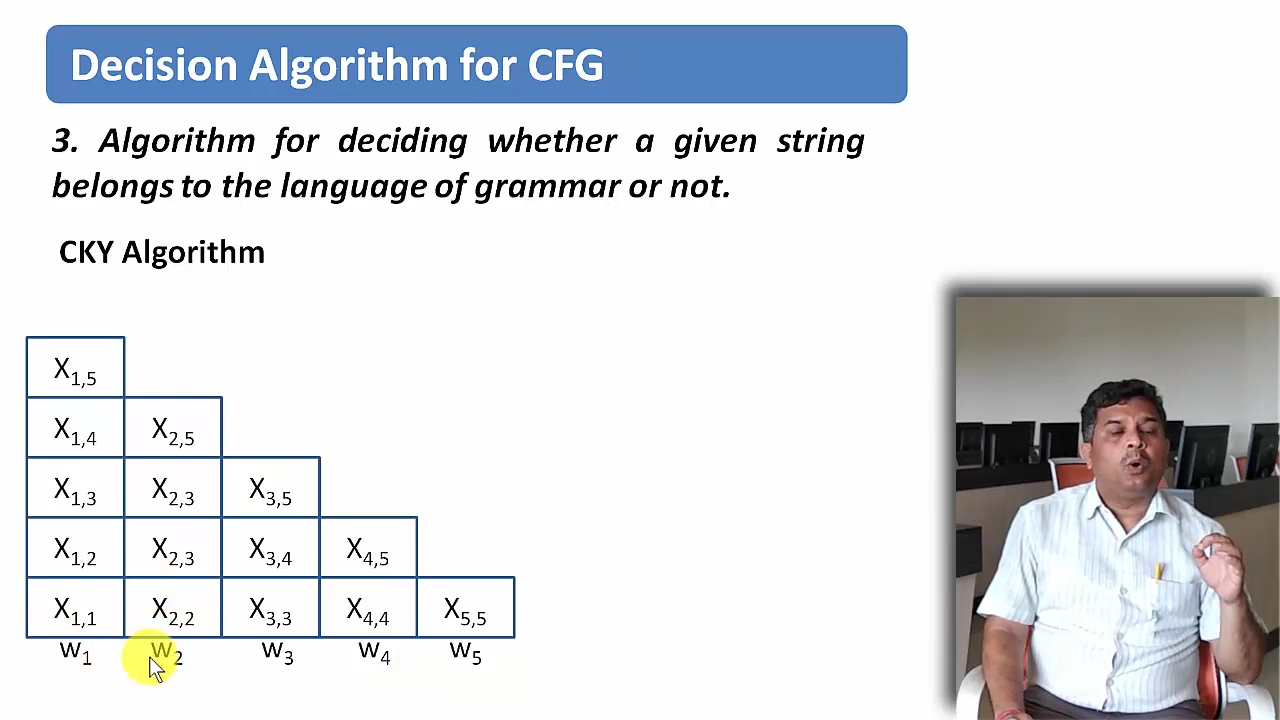 Decision Algorithm for CFG
3. Algorithm for deciding whether a given string
belongs to the language of grammar or not.
CKY Algorithm
X1,5
X1,4 X2,5
X1,3 X2,3 X3,5
X1,2 X2,3 X3,4 X4,5
X1,1 X2,2 X3,3 X4,4 X5,5
w1 w2 w3 w4 w5